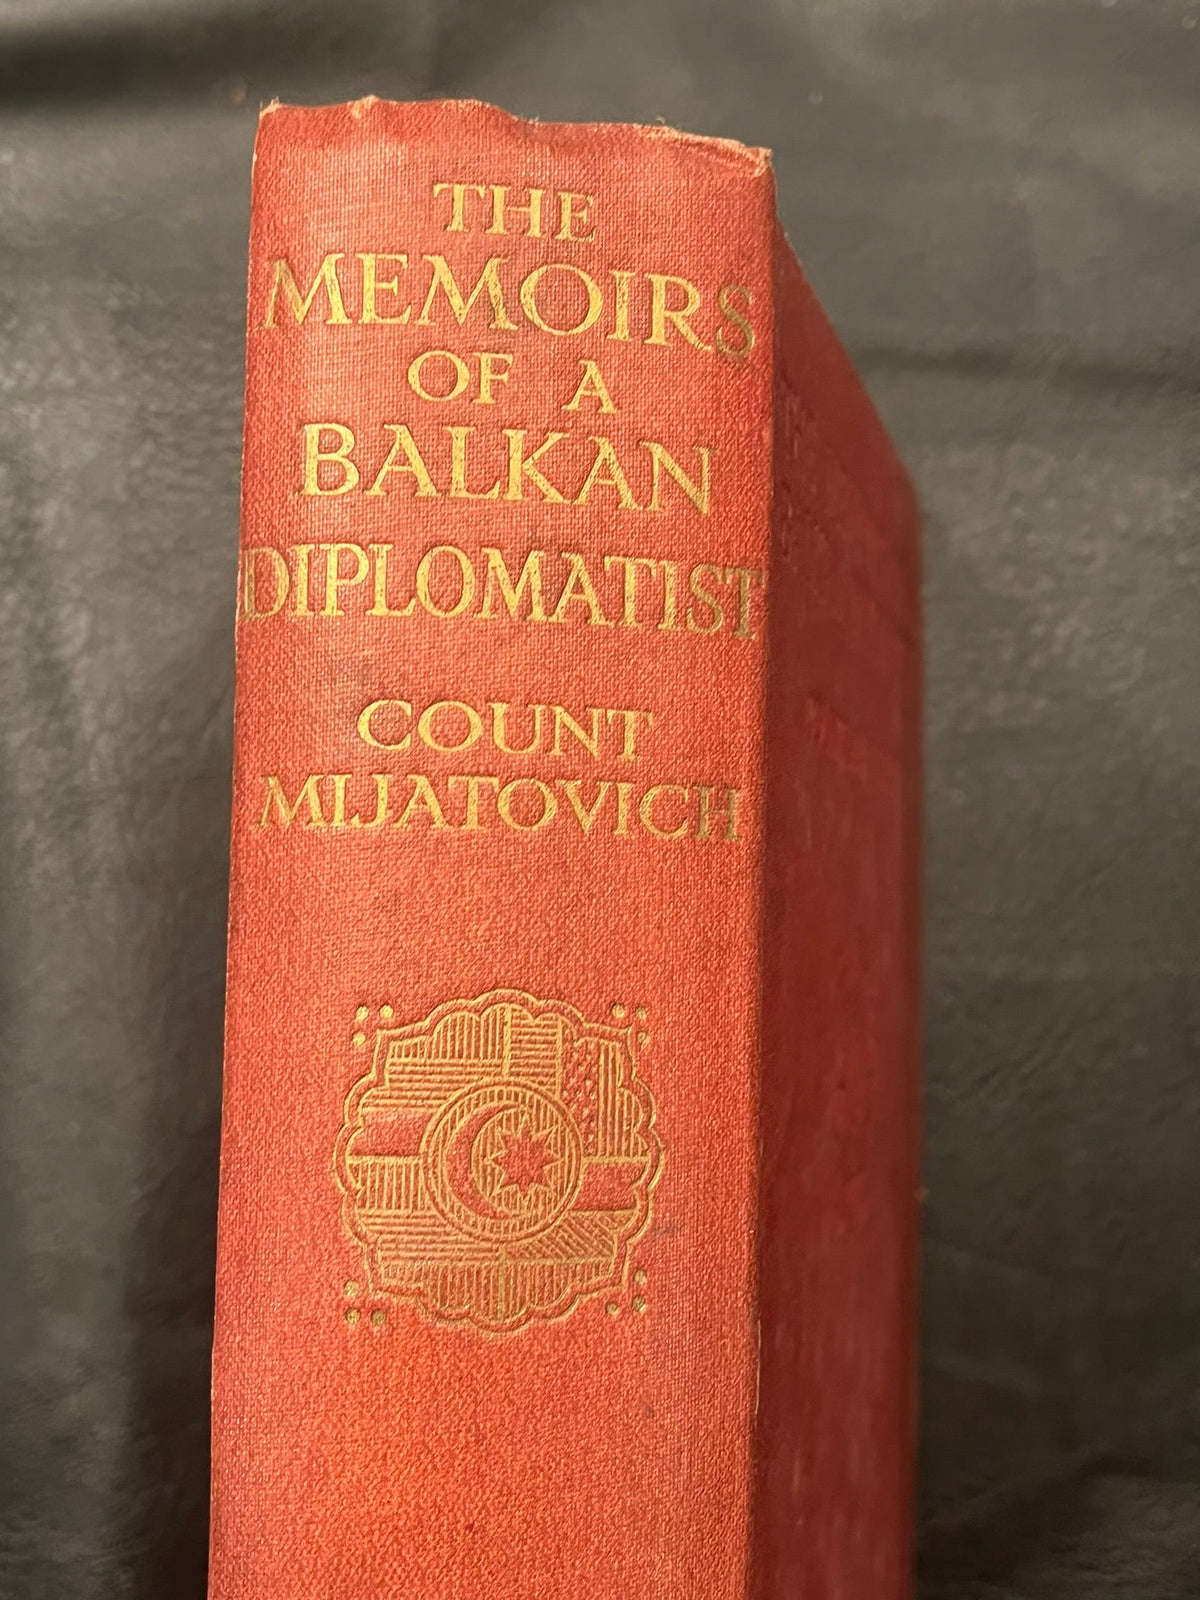 THE
MEMOIRS
OF A
BALKAN
DIPLOMATIST
COUNT
MIJATOVICH